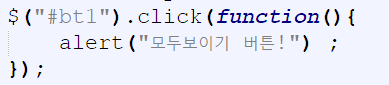 $("#bt1").click(function(){
    alert("모두보이기 버튼!") ;
});